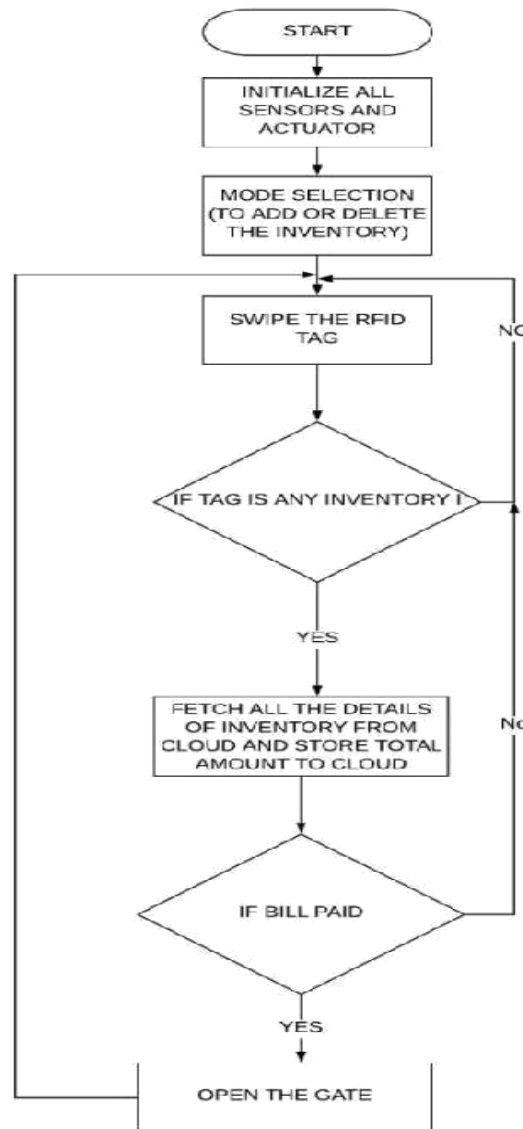 START
INITIALIZE ALL
SENSORS AND
ACTUATOR
MODE SELECTION
(TO ADD OR DELETE
THE INVENTORY)
SWIPE THE RFID
TAG
NO
IF TAG IS ANY INVENTORY I
YES
FETCH ALL THE DETAILS
OF INVENTORY FROM
CLOUD AND STORE TOTAL
AMOUNT TO CLOUD
No
IF BILL PAID
YES
OPEN THE GATE